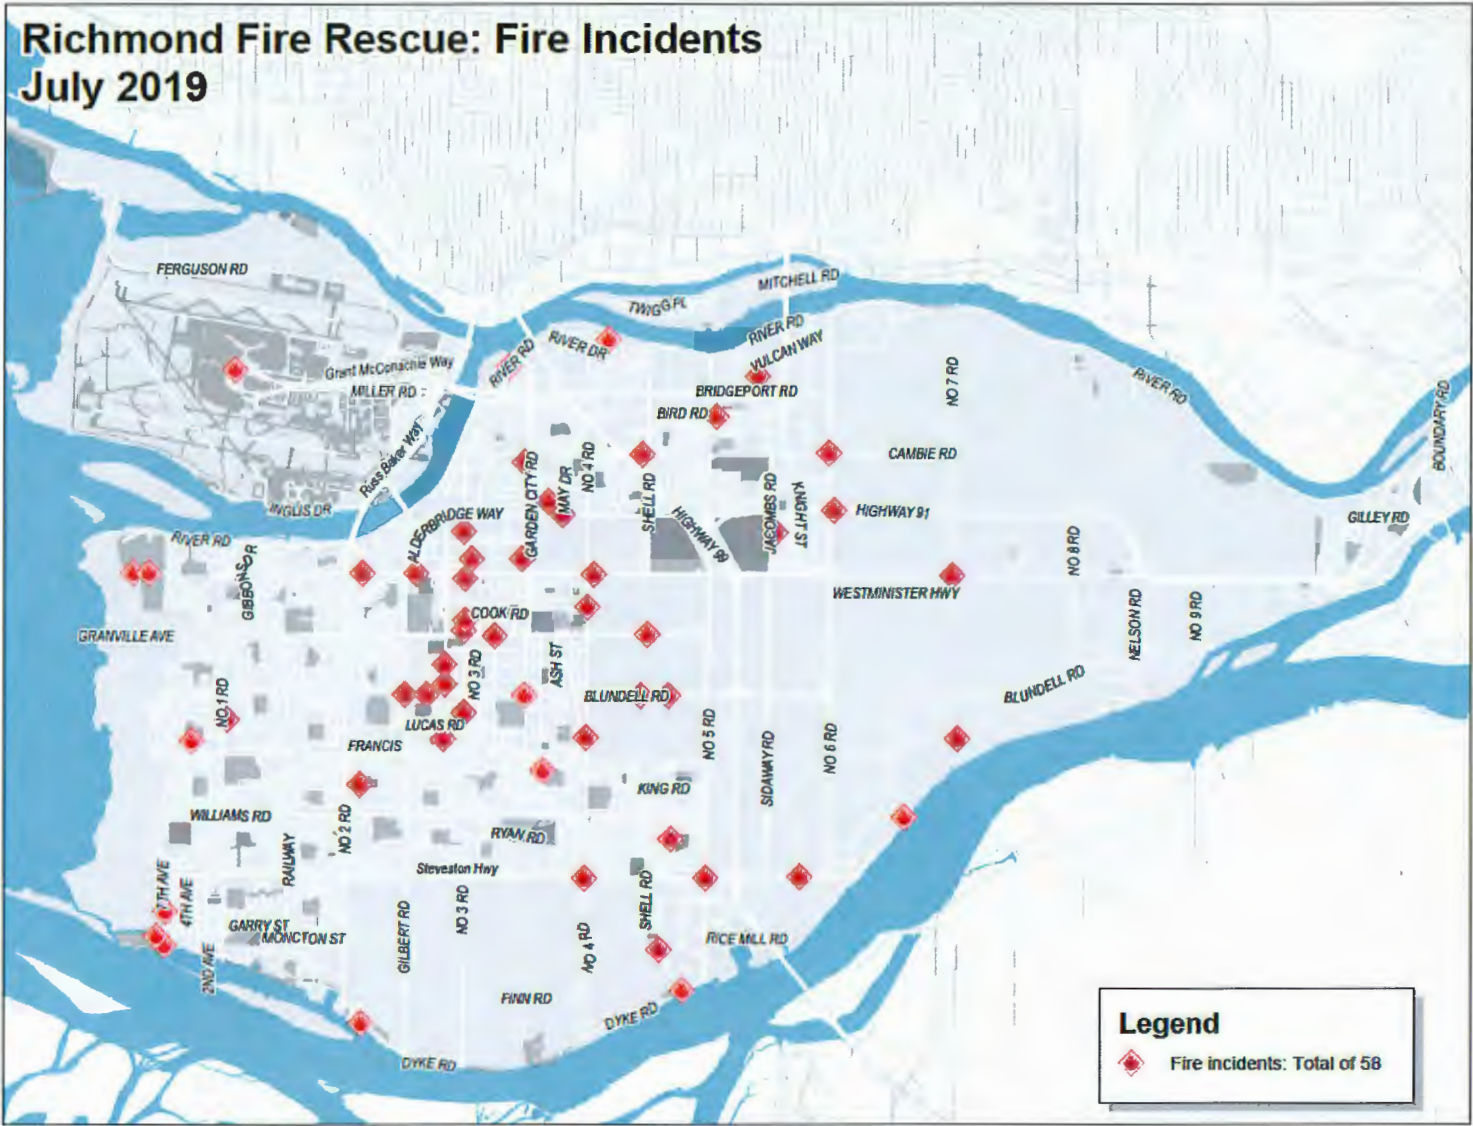 Richmond Fire Rescue: Fire Incidents
July 2019
FERGUSON RD
MITCHELL RD
TWIGG PL
RIVER RD
VULCAN WAY
RIVER DR
RIVER RD
Grant McConachie Way
MILLER RD
BRIDGEPORT RD
NO 7 RD
RIVER RD
BOUNDARY RD
BIRD RD
Russ Baker Way
CAMBIE RD
NO 4 RD
GARDEN CITY RD
MAY DR
SHELL RD
JACOMBS RD
KNIGHT ST
INGLIS DR
ALDERBRIDGE WAY
HIGHWAY 99
HIGHWAY 91
GILLEY RD
RIVER RD
GIBBONS DR
NO 8 RD
WESTMINISTER HWY
NELSON RD
NO 9 RD
COOK RD
GRANVILLE AVE
ASH ST
NO 3 RD
NO 1 RD
BLUNDELL RD
BLUNDELL RD
LUCAS RD
FRANCIS
NO 5 RD
SIDAWAY RD
NO 6 RD
KING RD
WILLIAMS RD
NO 2 RD
RYAN RD
RAILWAY
Steveston Hwy
7TH AVE
4TH AVE
GARRY ST
MONCTON ST
2ND AVE
GILBERT RD
NO 3 RD
NO 4 RD
SHELL RD
RICE MILL RD
FINN RD
DYKE RD
DYKE RD
Legend
Fire incidents: Total of 58